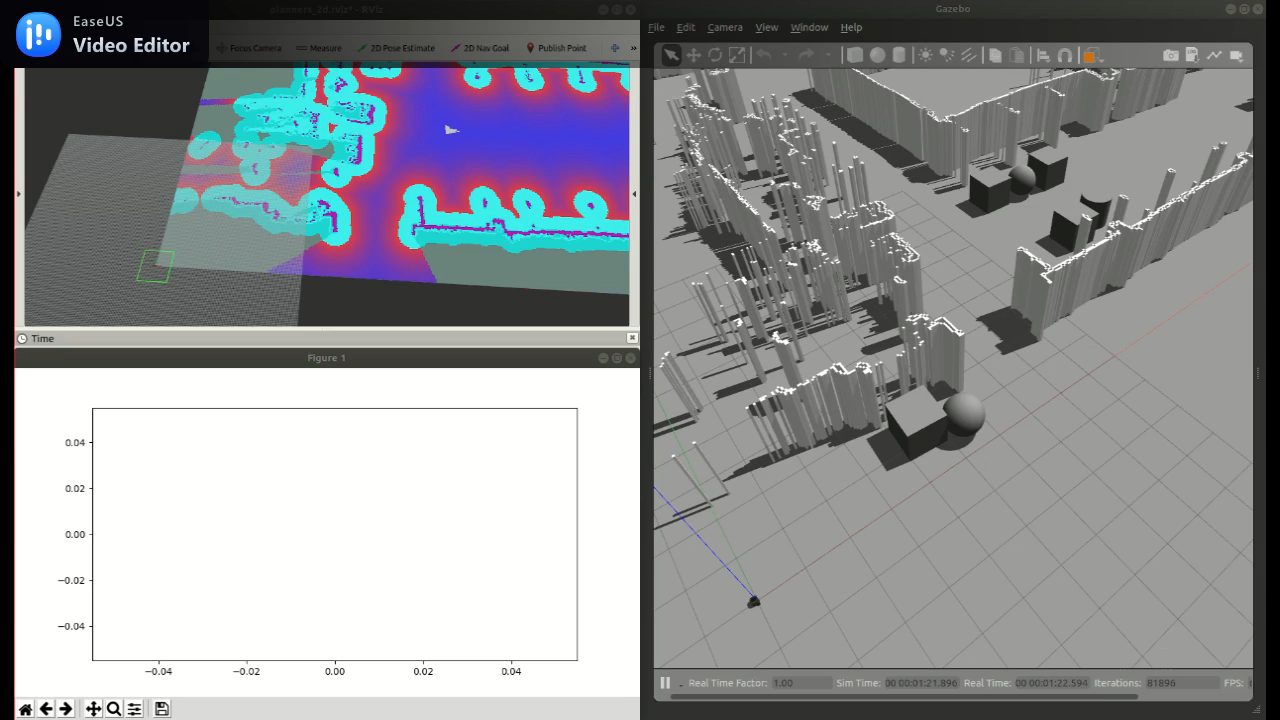 EaseUS
Video Editor
planners_2d.rviz* - RViz
Focus Camera
Measure
2D Pose Estimate
2D Nav Goal
Publish Point
»
Time
Figure 1
0.04
0.02
0.00
−0.02
−0.04
−0.04 −0.02 0.00 0.02 0.04
Gazebo
File Edit Camera View Window Help
Real Time Factor: 1.00 Sim Time: 00 00:01:21.896 Real Time: 00 00:01:22.594 Iterations: 81896 FPS: